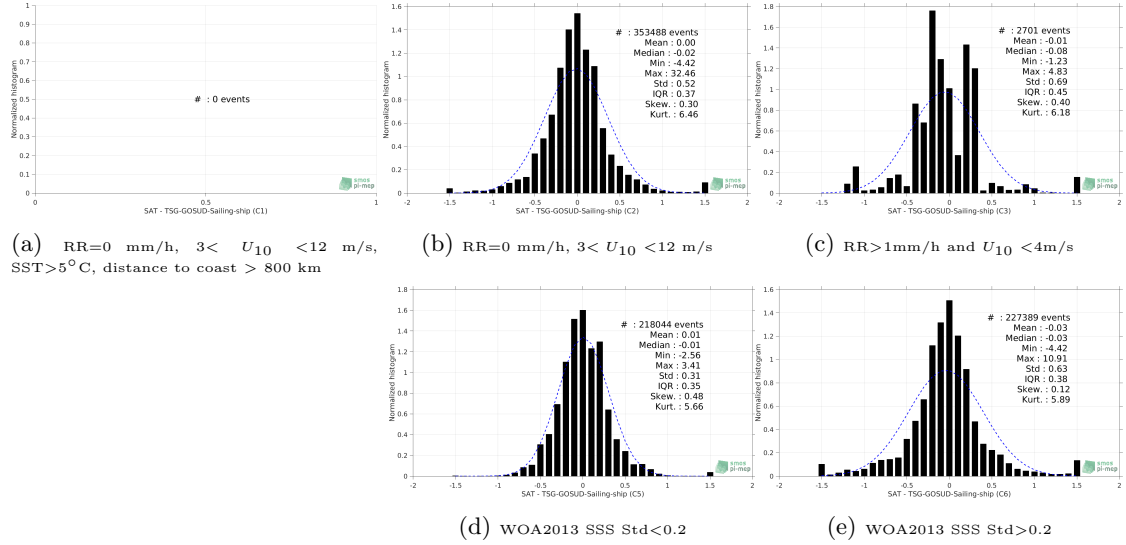 1
0.9
0.8
0.7
0.6
0.5
0.4
0.3
0.2
0.1
0
Normalized histogram
# : 0 events
smos
pi-mep
0 0.5 1
SAT - TSG-GOSUD-Sailing-ship (C1)
(a) RR=0 mm/h, 3< U10 <12 m/s,
SST>5°C, distance to coast > 800 km
1.6
1.4
1.2
1
0.8
0.6
0.4
0.2
0
Normalized histogram
# : 353488 events
Mean : 0.00
Median : -0.02
Min : -4.42
Max : 32.46
Std : 0.52
IQR : 0.37
Skew. : 0.30
Kurt. : 6.46
smos
pi-mep
-2 -1.5 -1 -0.5 0 0.5 1 1.5 2
SAT - TSG-GOSUD-Sailing-ship (C2)
(b) RR=0 mm/h, 3< U10 <12 m/s
1.8
1.6
1.4
1.2
1
0.8
0.6
0.4
0.2
0
Normalized histogram
# : 2701 events
Mean : -0.01
Median : -0.08
Min : -1.23
Max : 4.83
Std : 0.69
IQR : 0.45
Skew. : 0.40
Kurt. : 6.18
smos
pi-mep
-2 -1.5 -1 -0.5 0 0.5 1 1.5 2
SAT - TSG-GOSUD-Sailing-ship (C3)
(c) RR>1mm/h and U10 <4m/s
1.8
1.6
1.4
1.2
1
0.8
0.6
0.4
0.2
0
Normalized histogram
# : 218044 events
Mean : 0.01
Median : -0.01
Min : -2.56
Max : 3.41
Std : 0.31
IQR : 0.35
Skew. : 0.48
Kurt. : 5.66
smos
pi-mep
-2 -1.5 -1 -0.5 0 0.5 1 1.5 2
SAT - TSG-GOSUD-Sailing-ship (C5)
(d) WOA2013 SSS Std<0.2
1.6
1.4
1.2
1
0.8
0.6
0.4
0.2
0
Normalized histogram
# : 227389 events
Mean : -0.03
Median : -0.03
Min : -4.42
Max : 10.91
Std : 0.63
IQR : 0.38
Skew. : 0.12
Kurt. : 5.89
smos
pi-mep
-2 -1.5 -1 -0.5 0 0.5 1 1.5 2
SAT - TSG-GOSUD-Sailing-ship (C6)
(e) WOA2013 SSS Std>0.2